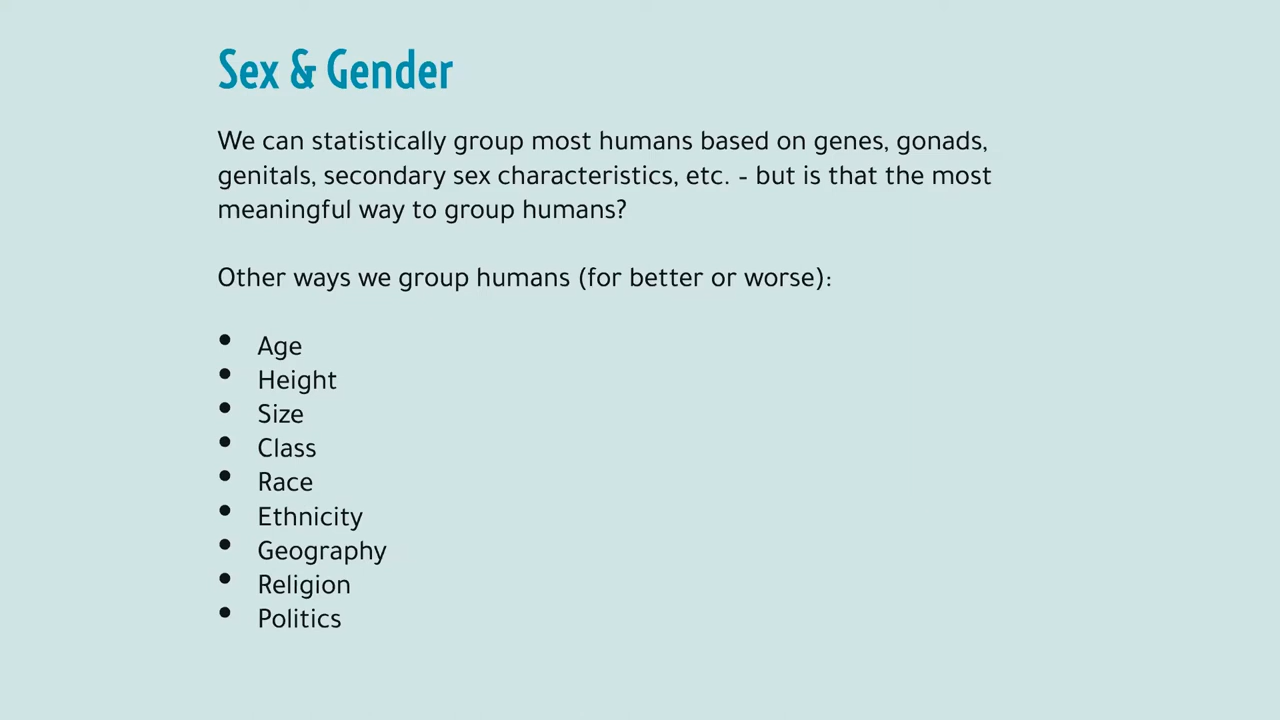 Sex & Gender
We can statistically group most humans based on genes, gonads,
genitals, secondary sex characteristics, etc. - but is that the most
meaningful way to group humans?
Other ways we group humans (for better or worse):
• Age
• Height
• Size
• Class
• Race
• Ethnicity
• Geography
• Religion
• Politics